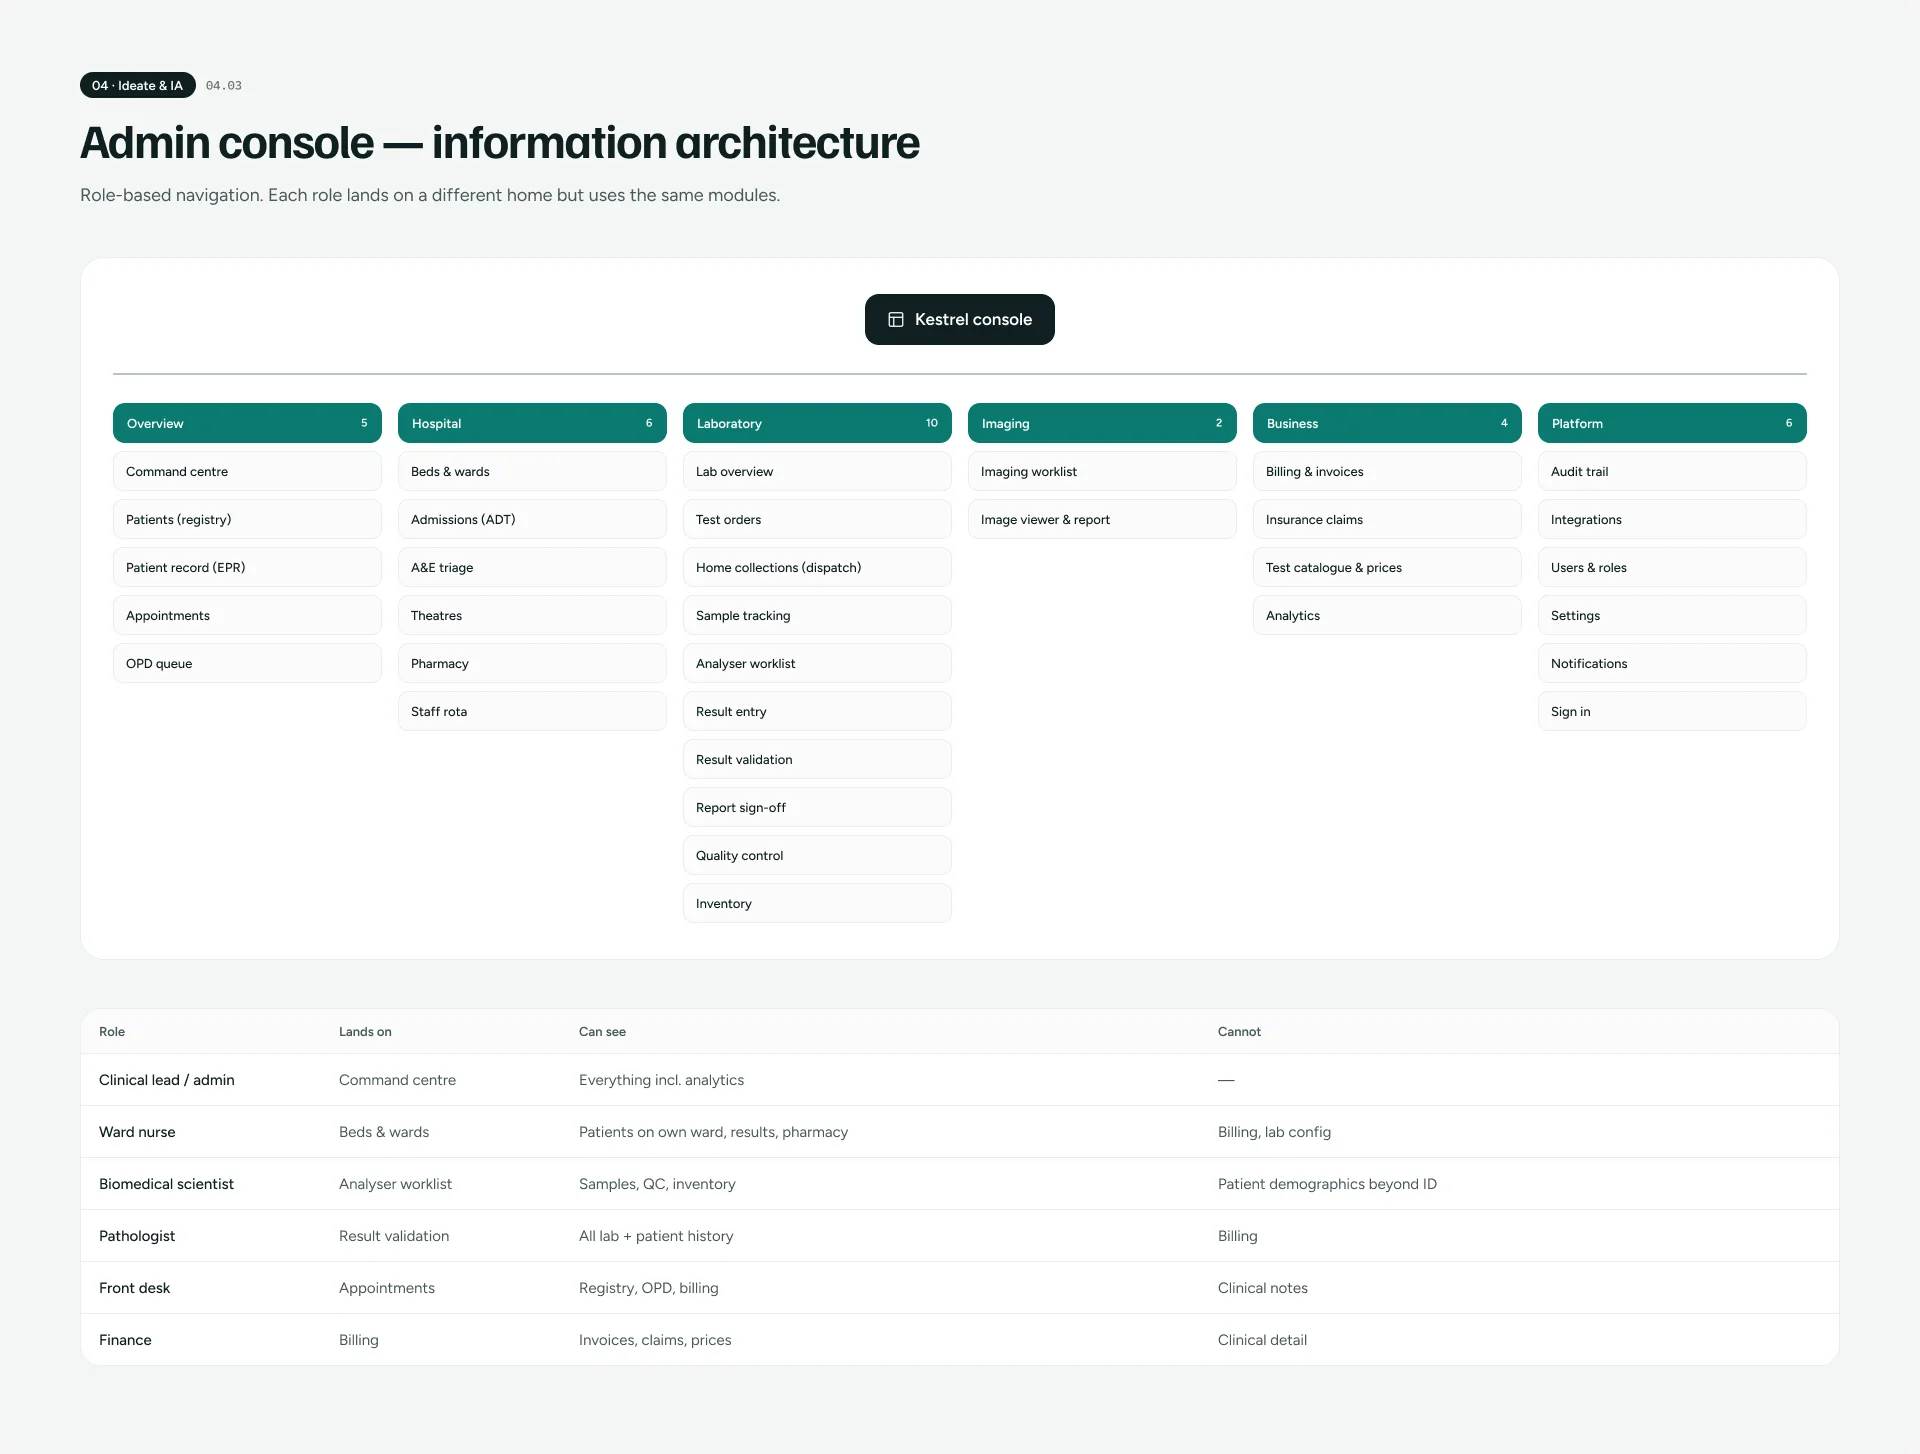 04 · Ideate & IA 04.03
Admin console — information architecture
Role-based navigation. Each role lands on a different home but uses the same modules.
Kestrel console
Overview 5
Command centre
Patients (registry)
Patient record (EPR)
Appointments
OPD queue
Hospital 6
Beds & wards
Admissions (ADT)
A&E triage
Theatres
Pharmacy
Staff rota
Laboratory 10
Lab overview
Test orders
Home collections (dispatch)
Sample tracking
Analyser worklist
Result entry
Result validation
Report sign-off
Quality control
Inventory
Imaging 2
Imaging worklist
Image viewer & report
Business 4
Billing & invoices
Insurance claims
Test catalogue & prices
Analytics
Platform 6
Audit trail
Integrations
Users & roles
Settings
Notifications
Sign in
Role Lands on Can see Cannot
Clinical lead / admin Command centre Everything incl. analytics —
Ward nurse Beds & wards Patients on own ward, results, pharmacy Billing, lab config
Biomedical scientist Analyser worklist Samples, QC, inventory Patient demographics beyond ID
Pathologist Result validation All lab + patient history Billing
Front desk Appointments Registry, OPD, billing Clinical notes
Finance Billing Invoices, claims, prices Clinical detail